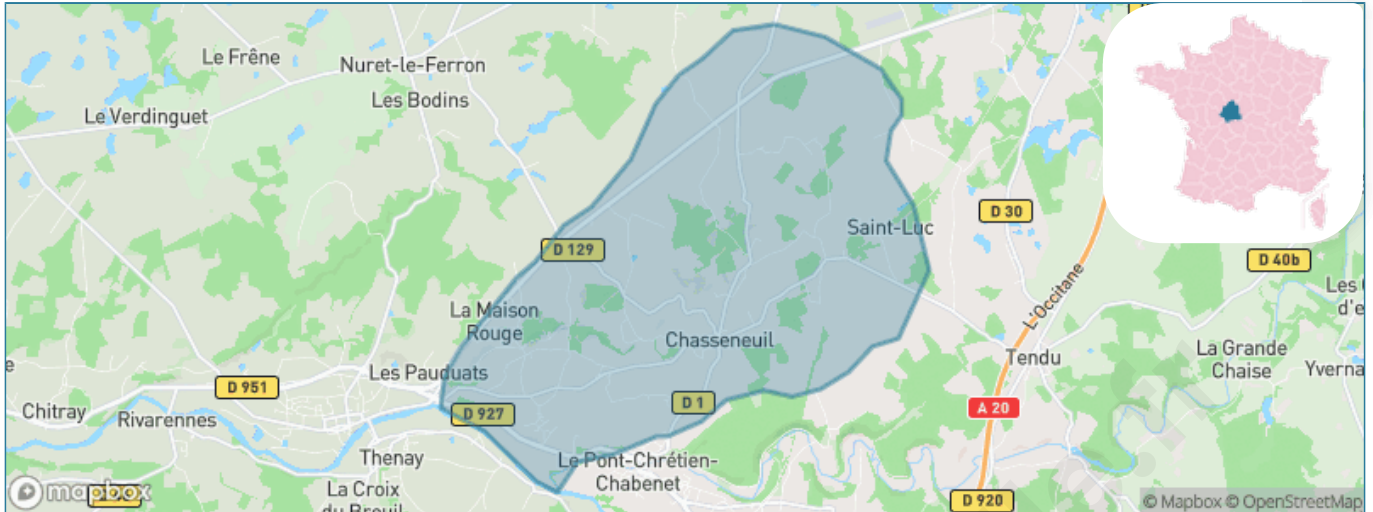 Le Frêne
Nuret-le-Ferron
Les Bodins
Le Verdinguet
D 30
Saint-Luc
D 129
D 40b
L'Occitane
Les
d'e
La Maison
Rouge
Chasseneuil
Tendu
La Grande
Chaise
Yverna
e
Les Pauduats
D 951
D 927
D 1
A 20
Chitray
Rivarennes
Thenay
Le Pont-Chrétien-
Chabenet
La Croix
du Breuil
D 920
mapbox
© Mapbox © OpenStreetMap